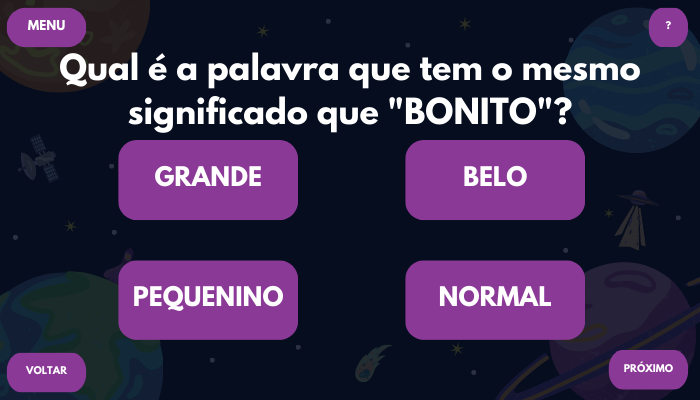 MENU
?
Qual é a palavra que tem o mesmo
significado que "BONITO"?
GRANDE
BELO
PEQUENINO
NORMAL
VOLTAR
PRÓXIMO